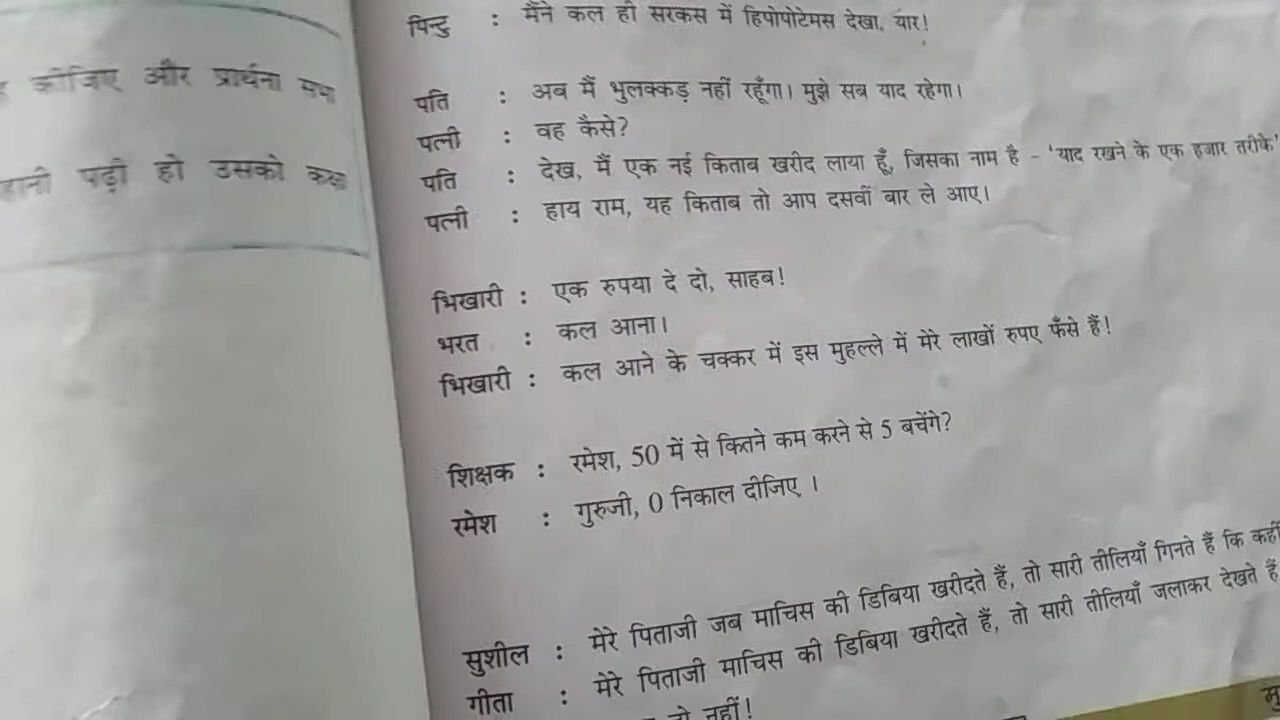 कीजिए और प्रार्थना सभा
पढ़ी हो उसको कक्षा
पिन्टु : मैंने कल ही सरकस में हिपोपोटेमस देखा, यार!
पति : अब मैं भुलक्कड़ नहीं रहूँगा। मुझे सब याद रहेगा।
पत्नी : वह कैसे?
पति : देख, मैं एक नई किताब खरीद लाया हूँ, जिसका नाम है – 'याद रखने के एक हजार तरीके'
पत्नी : हाय राम, यह किताब तो आप दसवीं बार ले आए।
भिखारी : एक रुपया दे दो, साहब!
भरत : कल आना।
भिखारी : कल आने के चक्कर में इस मुहल्ले में मेरे लाखों रुपए फँसे हैं!
शिक्षक : रमेश, 50 में से कितने कम करने से 5 बचेंगे?
रमेश : गुरुजी, 0 निकाल दीजिए ।
सुशील : मेरे पिताजी जब माचिस की डिबिया खरीदते हैं, तो सारी तीलियाँ गिनते हैं कि कहीं
गीता : मेरे पिताजी माचिस की डिबिया खरीदते हैं, तो सारी तीलियाँ जलाकर देखते हैं
तो नहीं!